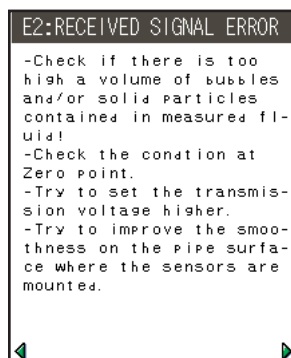 E2:RECEIVED SIGNAL ERROR
-Check if there is too
high a volume of bubbles
and/or solid particles
contained in measured fl-
uid!
-Check the condtion at
Zero point.
-Try to set the transmis-
sion voltage higher.
-Try to improve the smoo-
thness on the pipe surfa-
ce where the sensors are
mounted.